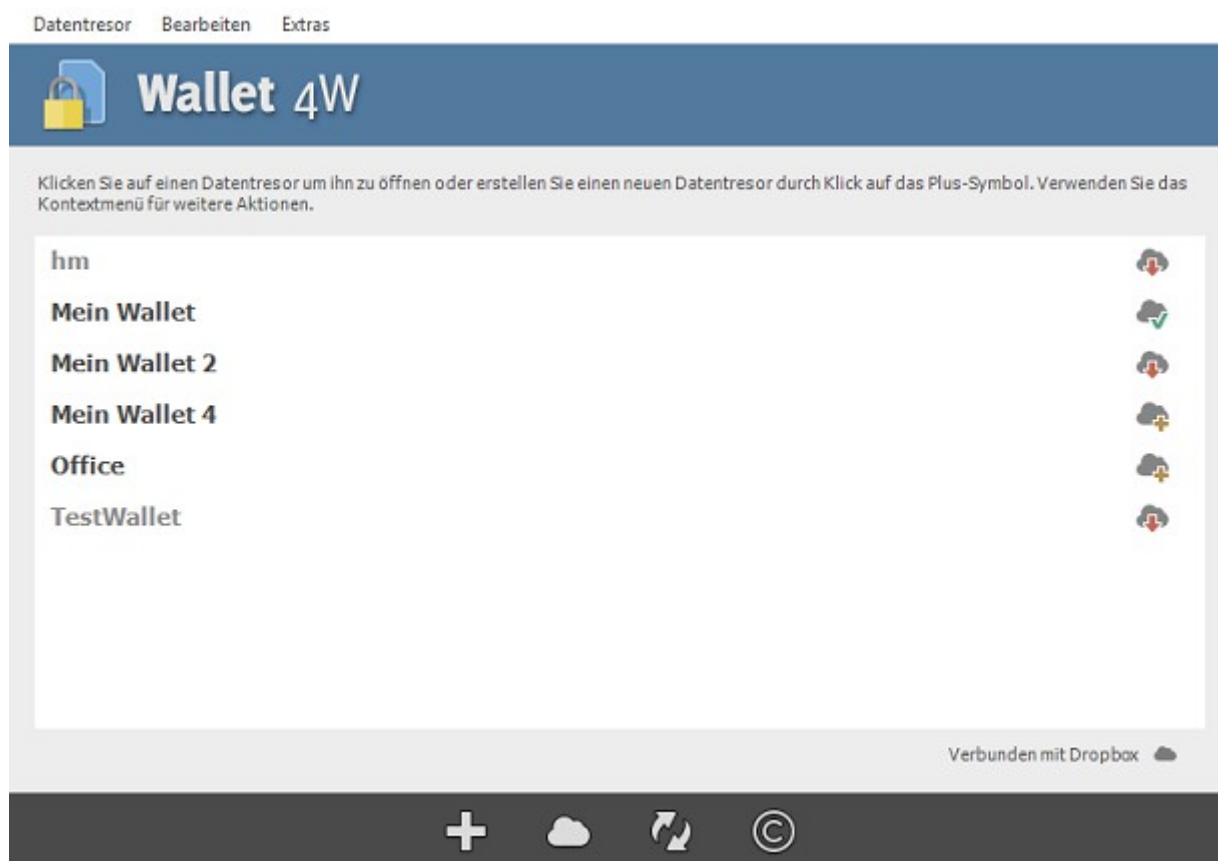 Datentresor Bearbeiten Extras
Wallet 4W
Klicken Sie auf einen Datentresor um ihn zu öffnen oder erstellen Sie einen neuen Datentresor durch Klick auf das Plus-Symbol. Verwenden Sie das
Kontextmenü für weitere Aktionen.
hm
Mein Wallet
Mein Wallet 2
Mein Wallet 4
Office
TestWallet
Verbunden mit Dropbox
©